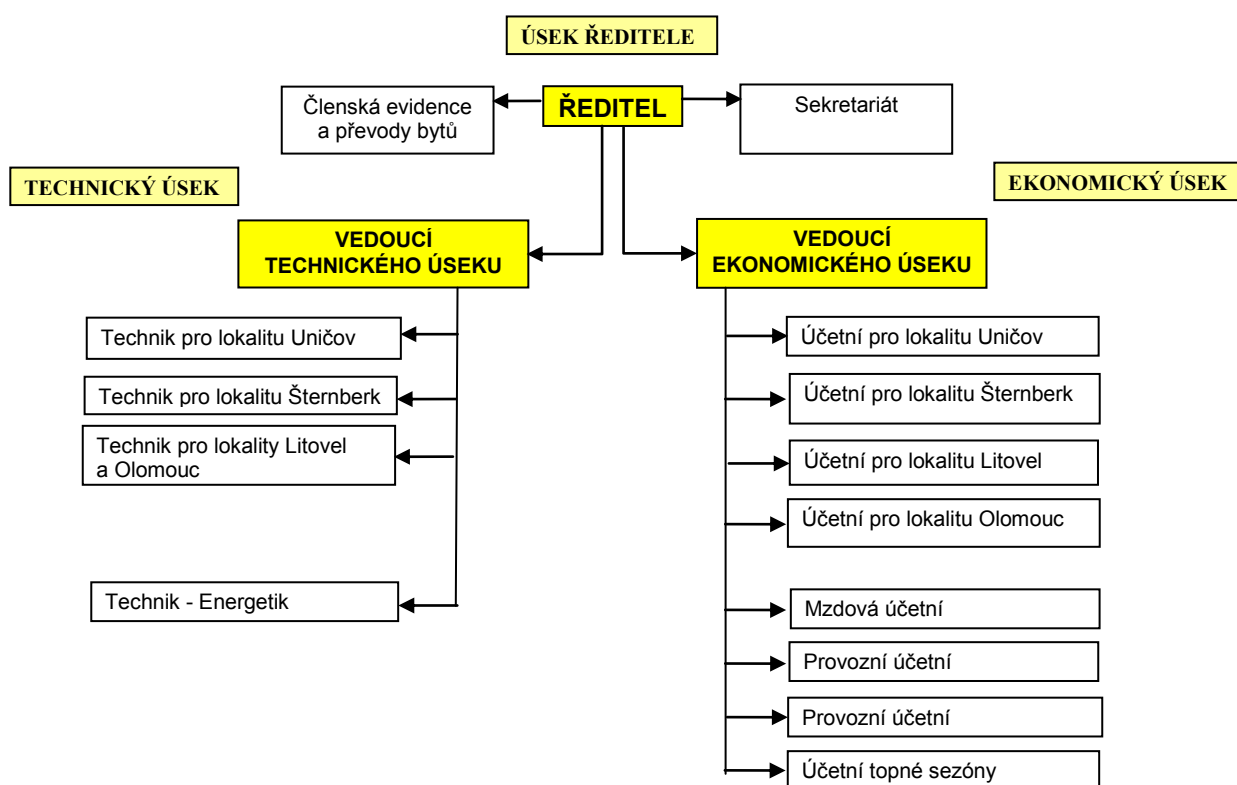 ÚSEK ŘEDITELE
Členská evidence
a převody bytů
ŘEDITEL
Sekretariát
TECHNICKÝ ÚSEK
EKONOMICKÝ ÚSEK
VEDOUCÍ
TECHNICKÉHO ÚSEKU
VEDOUCÍ
EKONOMICKÉHO ÚSEKU
Technik pro lokalitu Uničov
Technik pro lokalitu Šternberk
Technik pro lokality Litovel
a Olomouc
Technik - Energetik
Účetní pro lokalitu Uničov
Účetní pro lokalitu Šternberk
Účetní pro lokalitu Litovel
Účetní pro lokalitu Olomouc
Mzdová účetní
Provozní účetní
Provozní účetní
Účetní topné sezóny